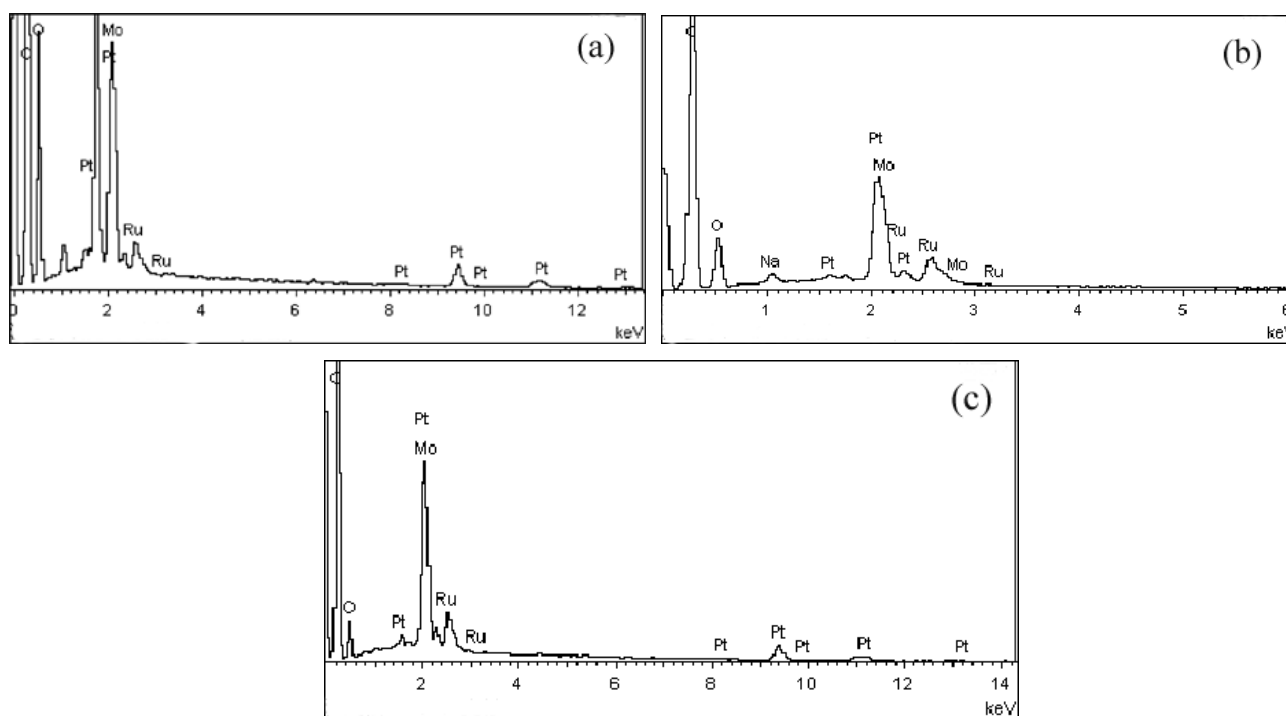 Mo
(a)
C O
Pt
Pt
Ru
Ru
Pt Pt Pt Pt Pt
0 2 4 6 8 10 12
keV
C
(b)
Pt
Mo
Ru
O
Ru
Na Pt Pt Mo Ru
1 2 3 4 5 6
keV
C
(c)
Pt
Mo
O
Ru
Pt
Ru
Pt Pt Pt Pt Pt
2 4 6 8 10 12 14
keV